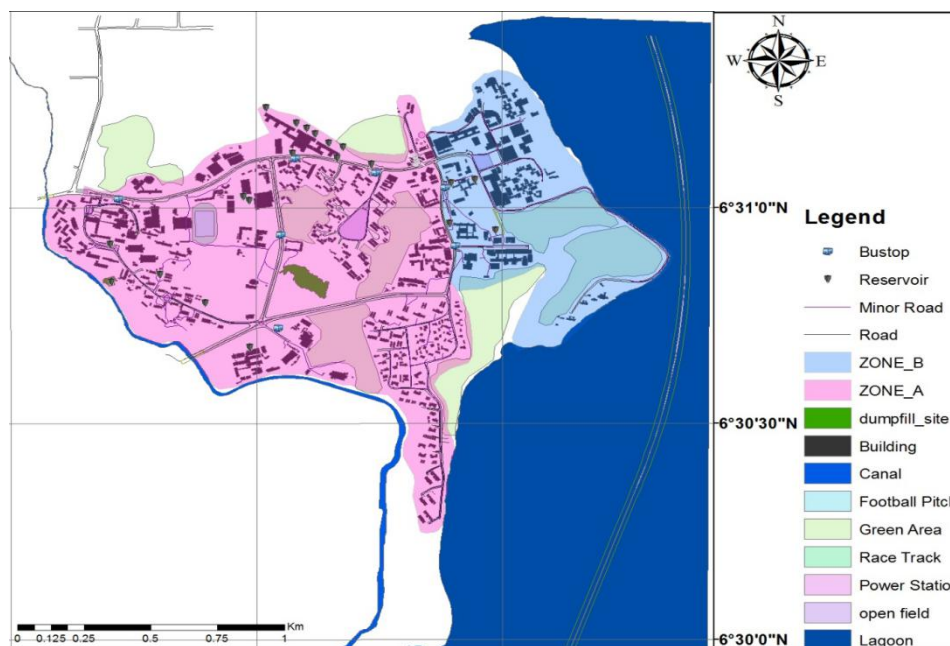 N
W E
S
6°31'0"N
Legend
Bustop
Reservoir
Minor Road
Road
ZONE_B
ZONE_A
dumpfill_site
Building
Canal
Football Pitch
Green Area
Race Track
Power Statio
open field
Lagoon
6°30'30"N
6°30'0"N
Km
0 0.125 0.25 0.5 0.75 1